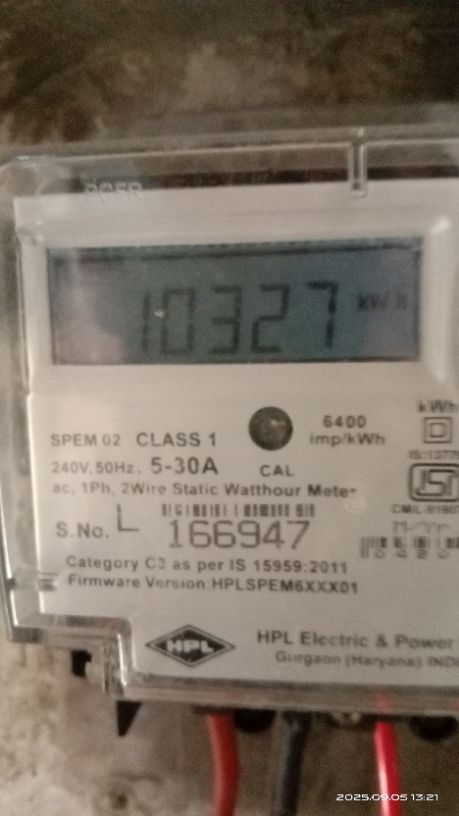 10327 kWh
6400
imp/kWh
kWh
SPEM 02 CLASS 1
240V, 50Hz. 5-30A
CAL
ac, 1Ph, 2Wire Static Watthour Meter
S.No. L 166947
Category C3 as per IS 15959:2011
Firmware Version:HPLSPEM6XXX01
HPL
HPL Electric & Power
Gurgaon (Haryana) INDI
2025.09.05 13:21